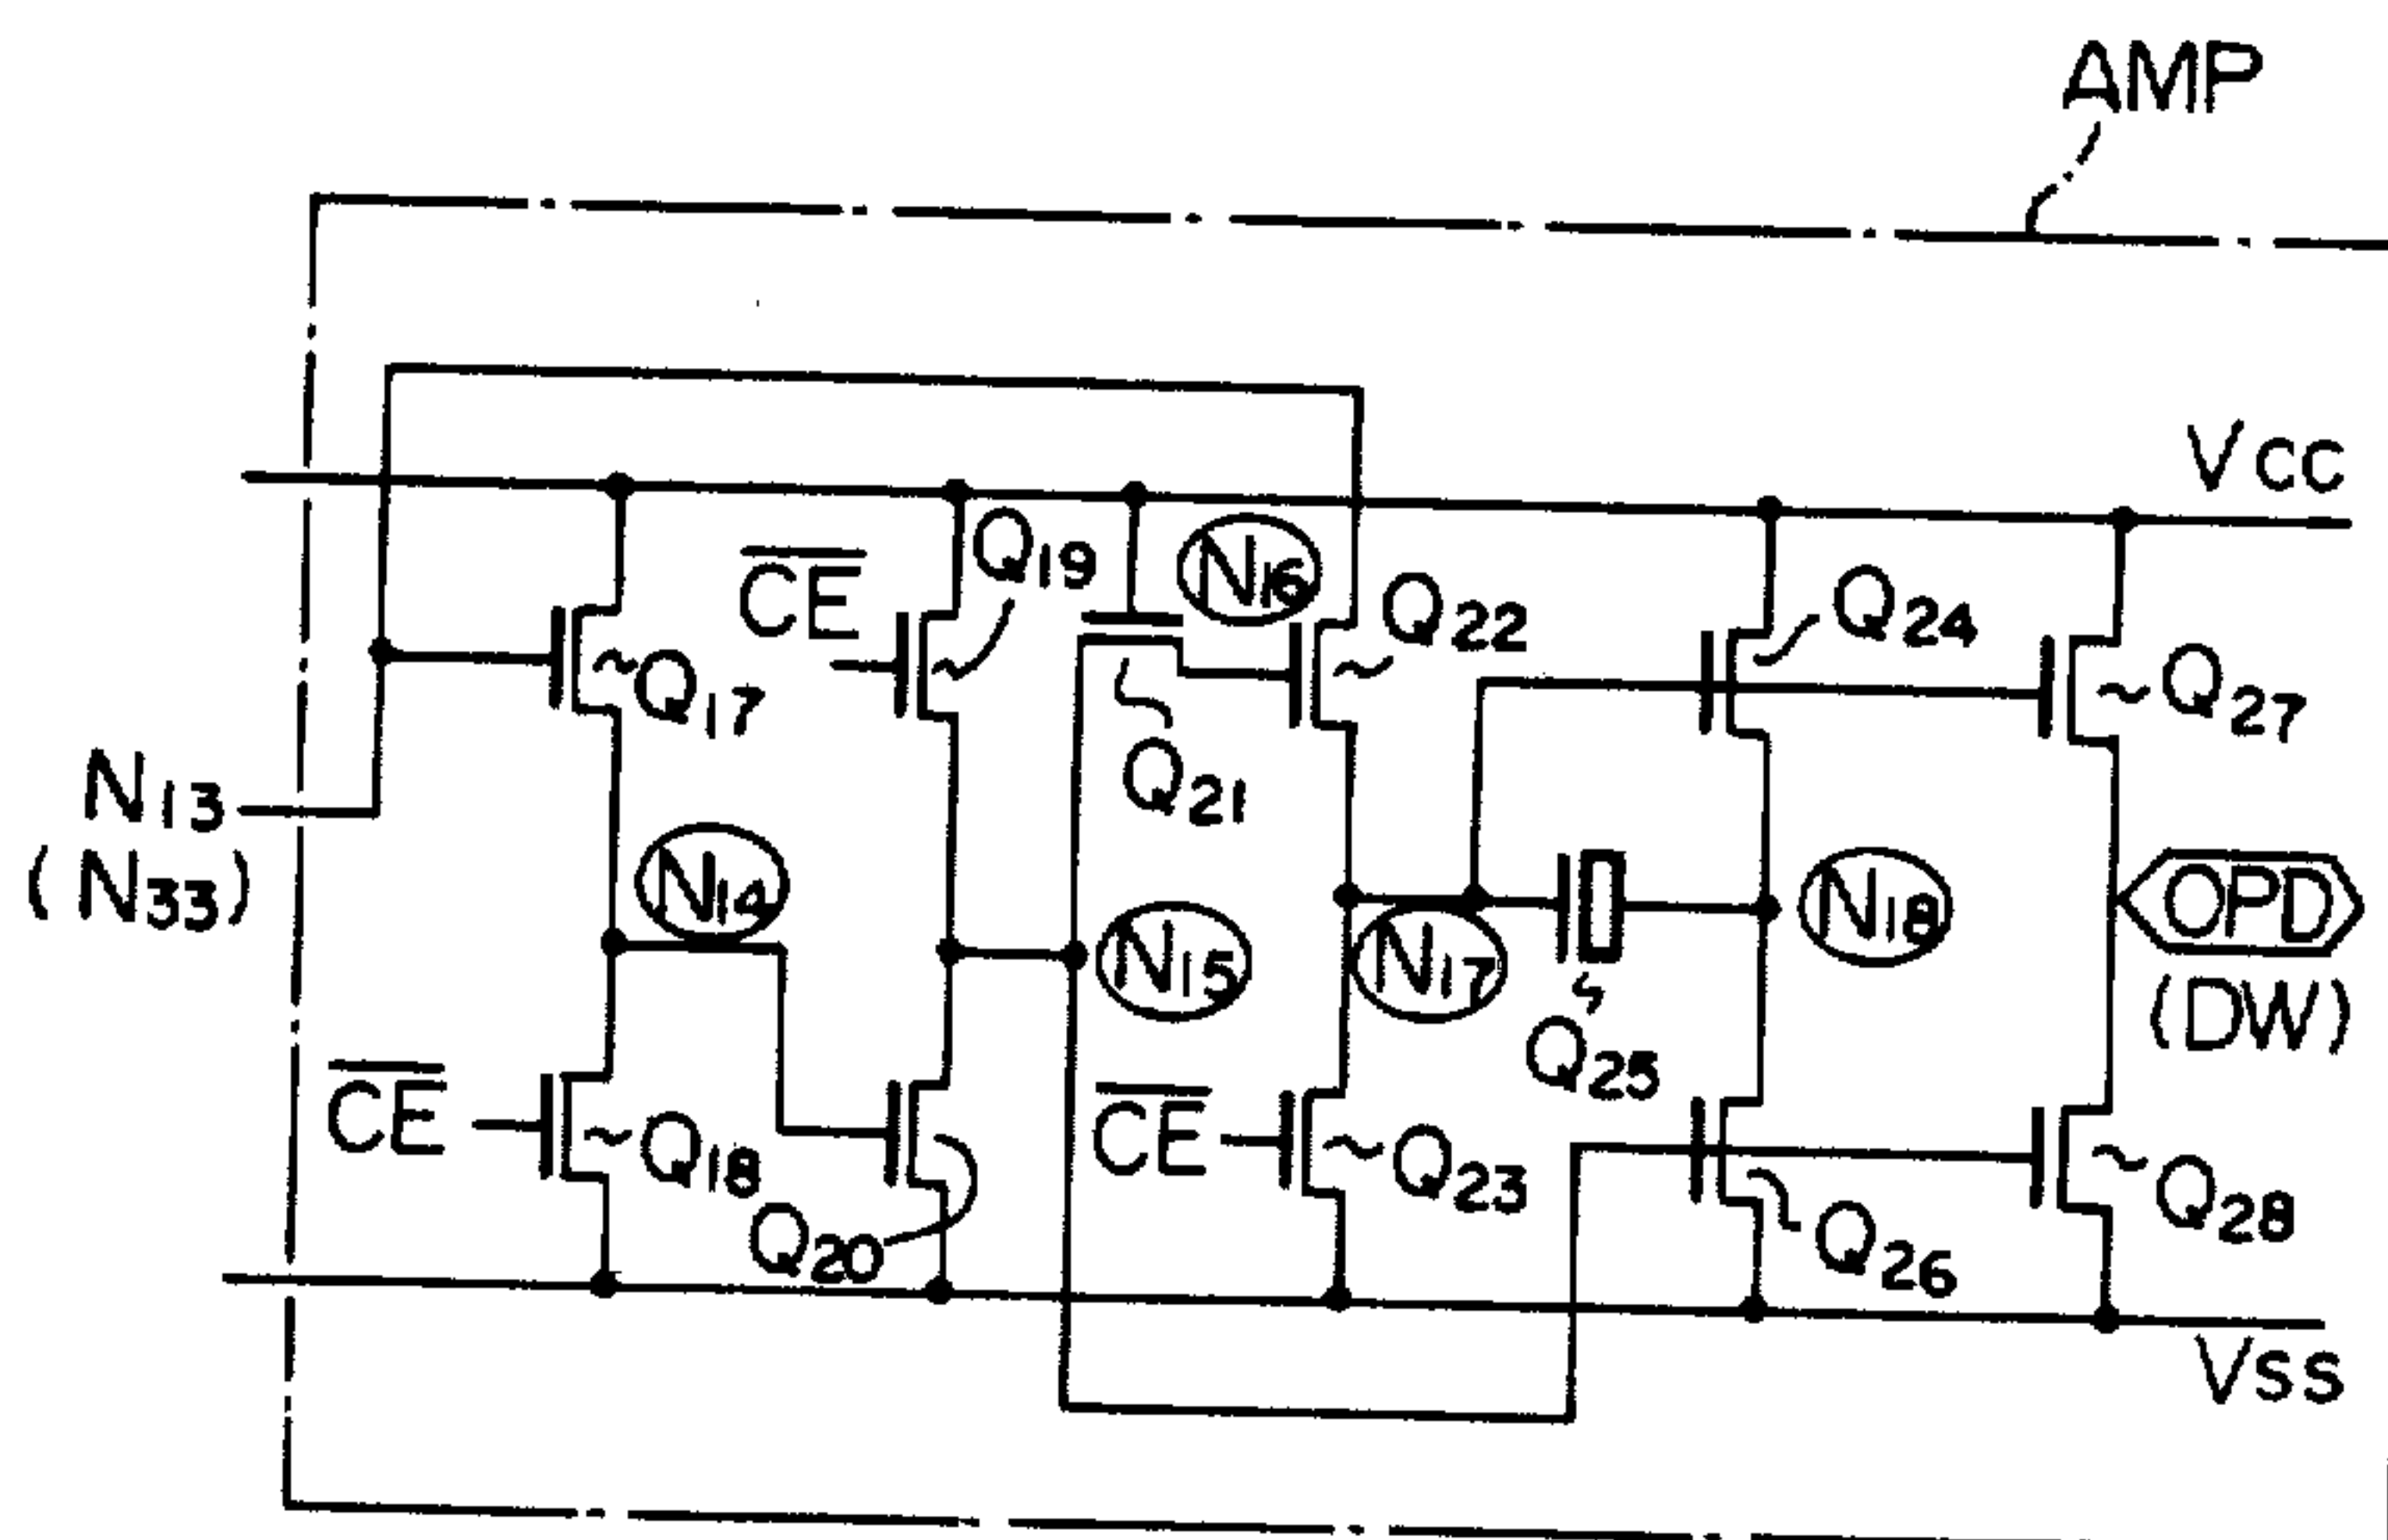 AMP
VCC
CE
Q19
N16
Q22
Q24
Q17
Q27
Q21
N13
(N33)
N14
N15
N17
N18
OPD
(DW)
Q25
CE
Q18
CE
Q23
Q20
Q26
Q28
VSS